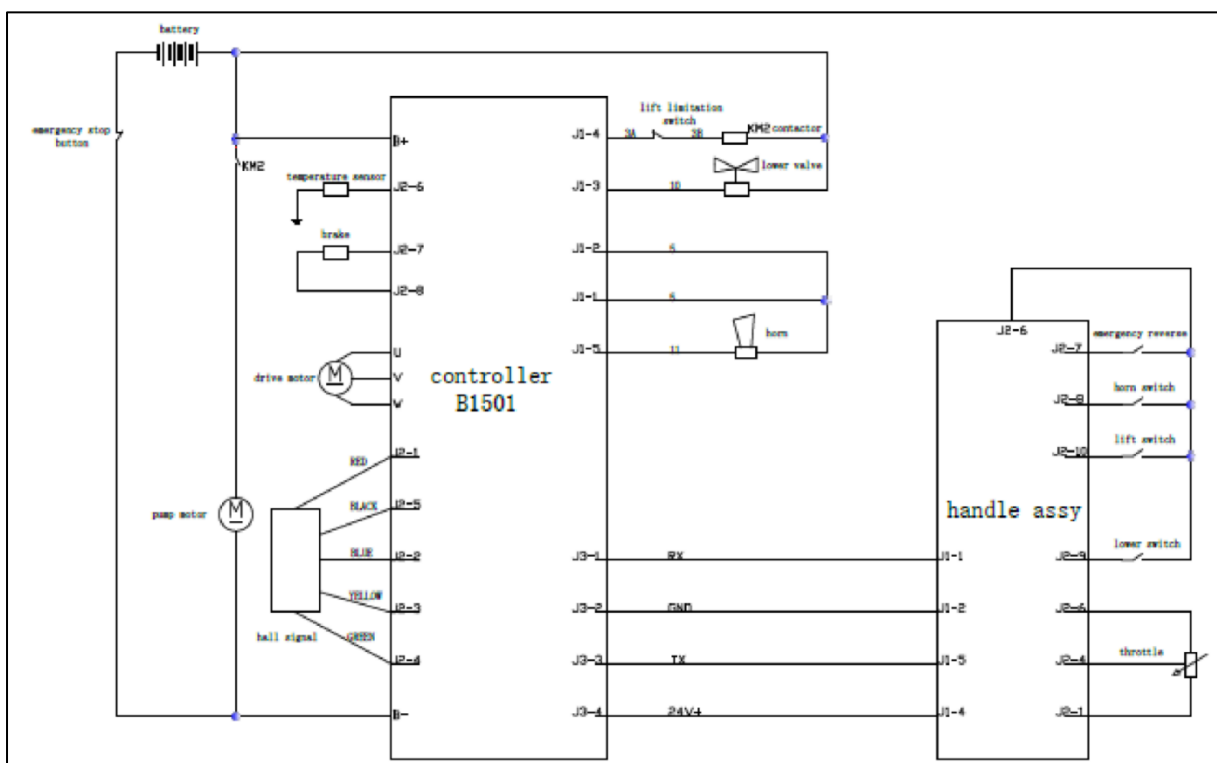 battery
emergency stop
button
KM2
B+
temperature sensor
J2-6
brake
J2-7
J2-8
U
drive motor
M
V
W
controller
B1501
J2-1
RED
J2-5
BLACK
J2-2
BLUE
J2-3
YELLOW
J2-4
GREEN
hall signal
pump motor
M
B-
lift limitation
switch
J1-4
3A
3B
KM2 contactor
lower valve
J1-3
10
J1-2
6
J1-1
6
horn
J1-5
11
J3-1
RX
J1-1
J3-2
GND
J1-2
J3-3
TX
J1-5
J3-4
24V+
J1-4
handle assy
J2-6
emergency reverse
J2-7
horn switch
J2-8
lift switch
J2-10
lower switch
J2-9
J2-6
throttle
J2-4
J2-1